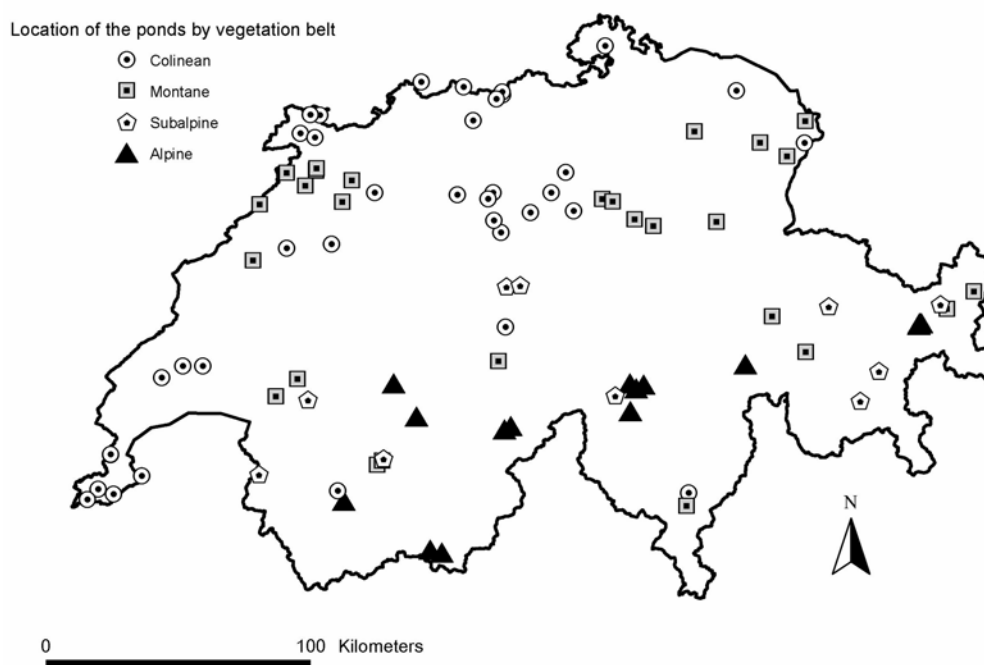 Location of the ponds by vegetation belt
Colinean
Montane
Subalpine
Alpine
N
0 100 Kilometers